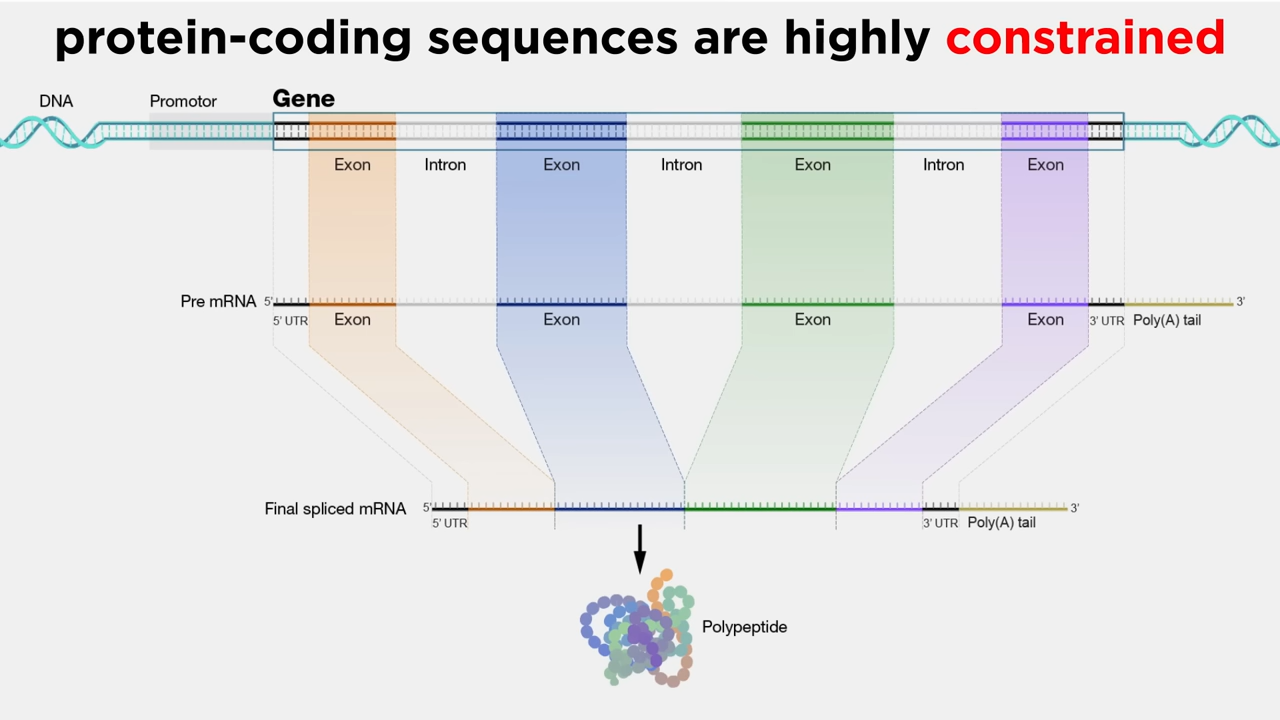 protein-coding sequences are highly constrained
DNA Promotor Gene
Exon Intron Exon Intron Exon Intron Exon
Pre mRNA 5' 3'
5' UTR Exon Exon Exon Exon 3' UTR Poly(A) tail
Final spliced mRNA 5' 3'
5' UTR 3' UTR Poly(A) tail
Polypeptide